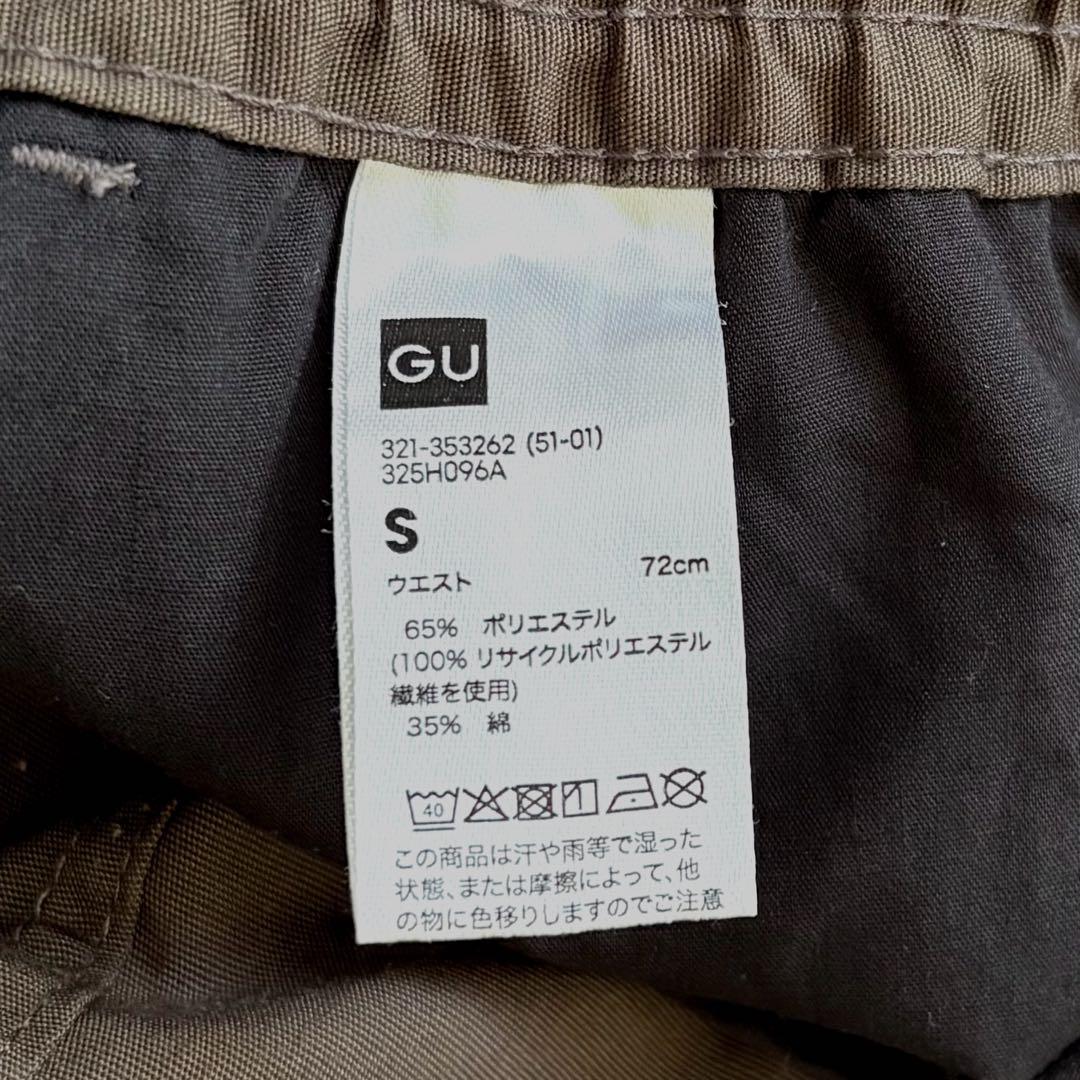 GU
321-353262 (51-01)
325H096A
S
ウエスト 72cm
65% ポリエステル
(100% リサイクルポリエステル
繊維を使用)
35% 綿
40
この商品は汗や雨等で湿った
状態、または摩擦によって、他
の物に色移りしますのでご注意